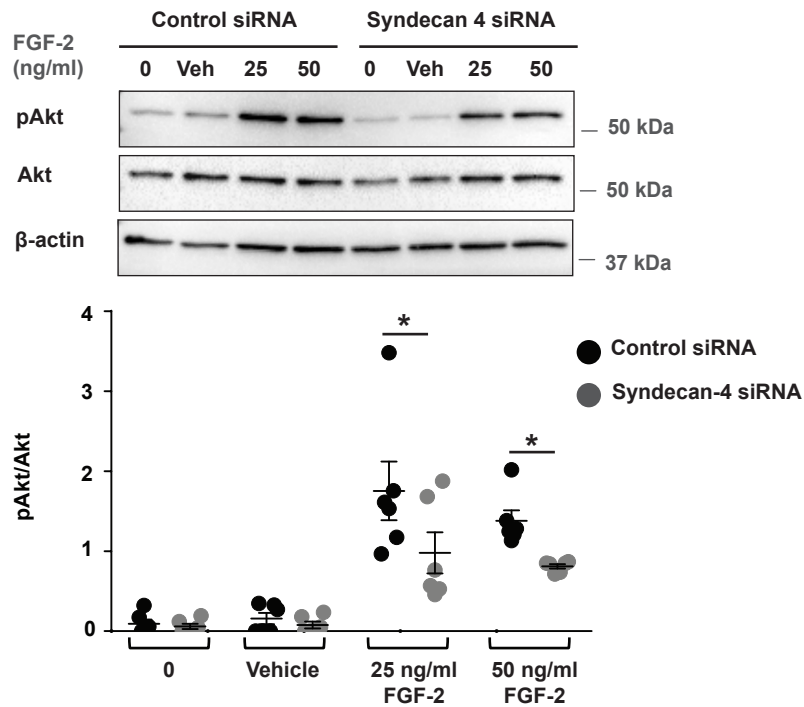 Control siRNA Syndecan 4 siRNA
FGF-2
(ng/ml) 0 Veh 25 50 0 Veh 25 50
pAkt 50 kDa
Akt 50 kDa
β-actin 37 kDa
4
3
2
1
0
pAkt/Akt
* *
Control siRNA
Syndecan-4 siRNA
0 Vehicle 25 ng/ml 50 ng/ml
FGF-2 FGF-2